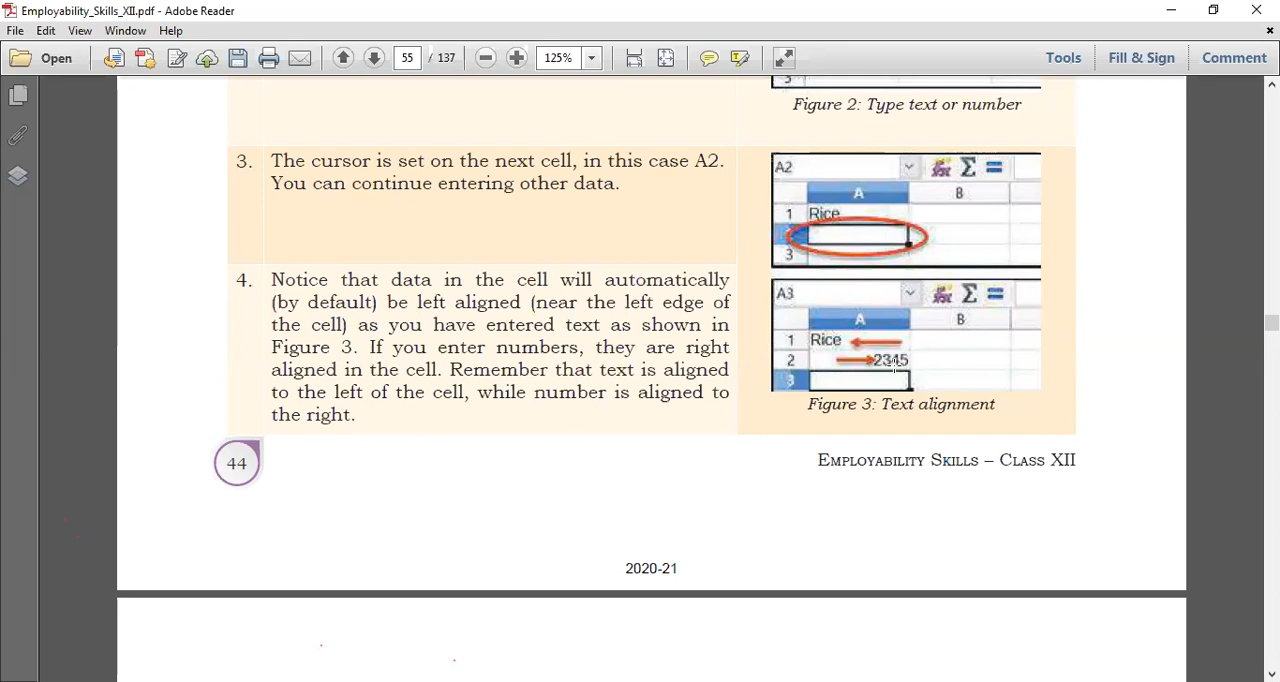 Employability_Skills_XII.pdf - Adobe Reader
File Edit View Window Help
Open 55 / 137 125% Tools Fill & Sign Comment
3
Figure 2: Type text or number
3. The cursor is set on the next cell, in this case A2.
You can continue entering other data.
A2
A B
1 Rice
3
4. Notice that data in the cell will automatically
(by default) be left aligned (near the left edge of
the cell) as you have entered text as shown in
Figure 3. If you enter numbers, they are right
aligned in the cell. Remember that text is aligned
to the left of the cell, while number is aligned to
the right.
A3
A B
1 Rice
2 2345
3
Figure 3: Text alignment
44
Employability Skills – Class XII
2020-21